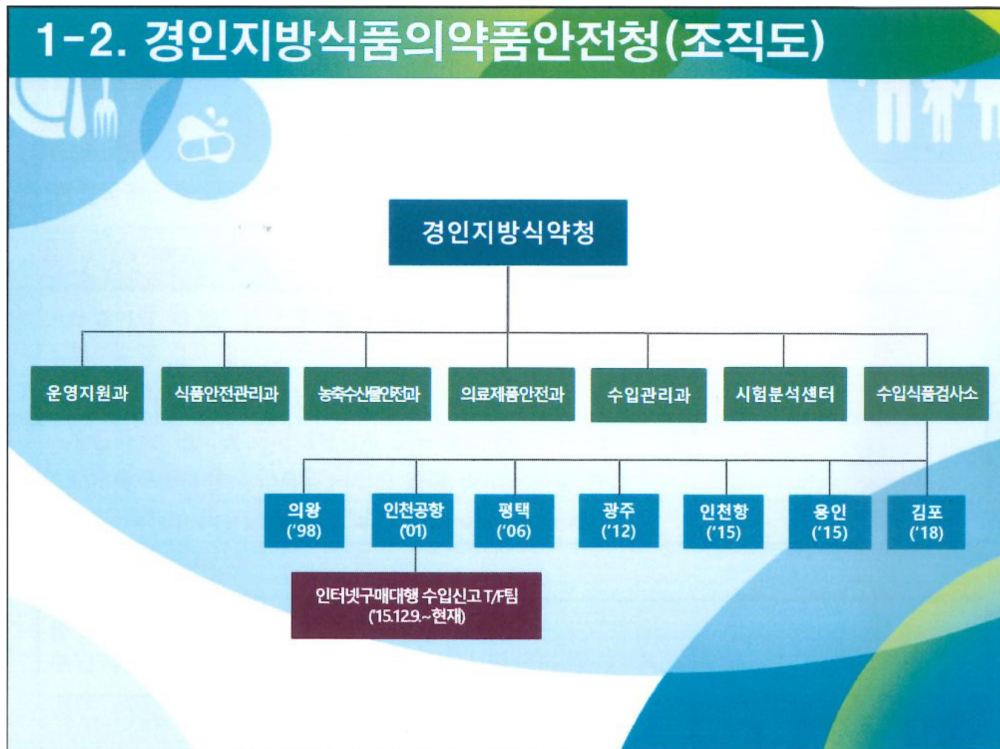 1-2. 경인지방식품의약품안전청(조직도)
경인지방식약청
운영지원과
식품안전관리과
농축수산물안전과
의료제품안전과
수입관리과
시험분석센터
수입식품검사소
의왕
('98)
인천공항
('01)
평택
('06)
광주
('12)
인천항
('15)
용인
('15)
김포
('18)
인터넷구매대행 수입신고 T/F팀
('15.12.9.~현재)